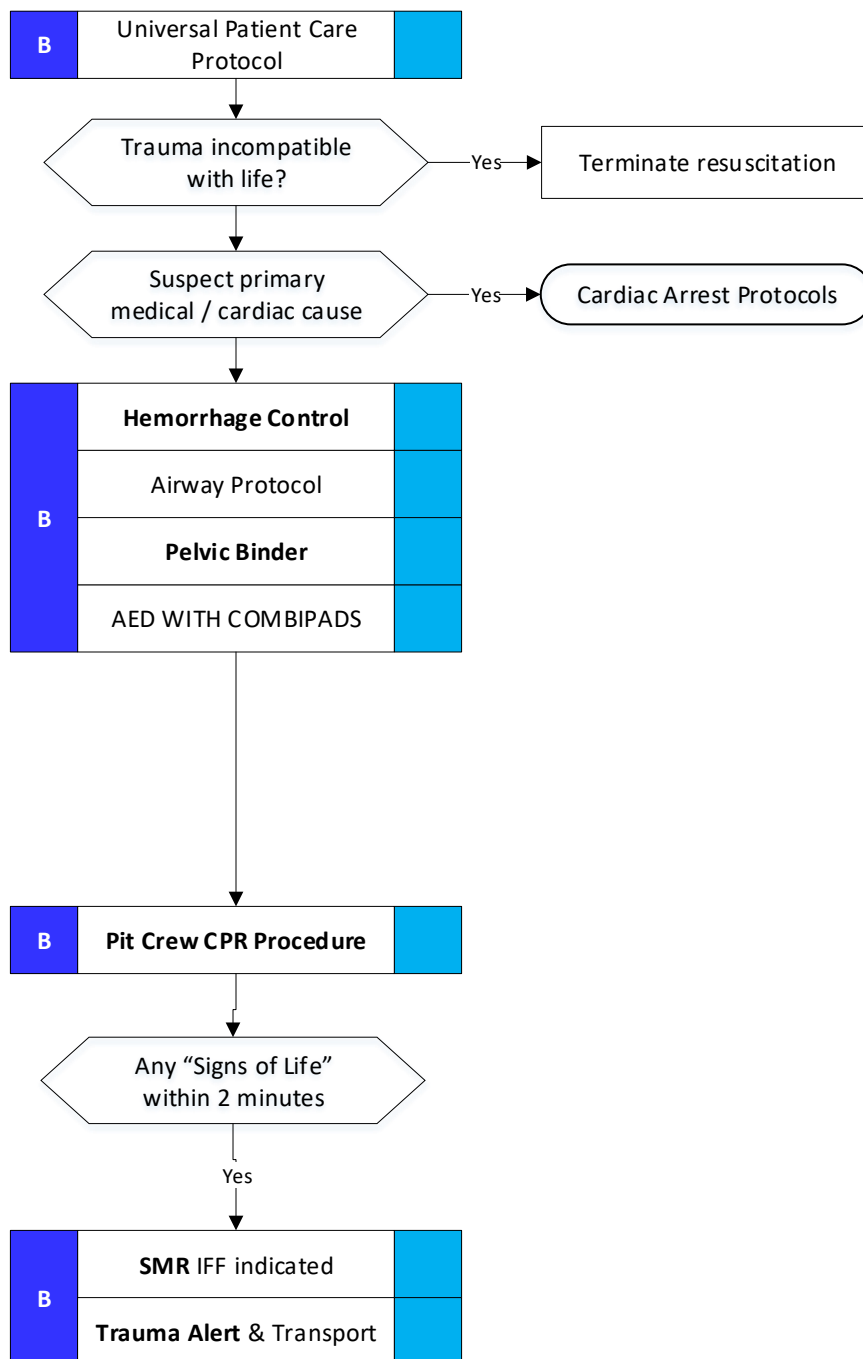 B
Universal Patient Care
Protocol
Trauma incompatible
with life?
Yes
Terminate resuscitation
Suspect primary
medical / cardiac cause
Yes
Cardiac Arrest Protocols
B
Hemorrhage Control
Airway Protocol
Pelvic Binder
AED WITH COMBIPADS
B
Pit Crew CPR Procedure
Any “Signs of Life”
within 2 minutes
Yes
B
SMR IFF indicated
Trauma Alert & Transport